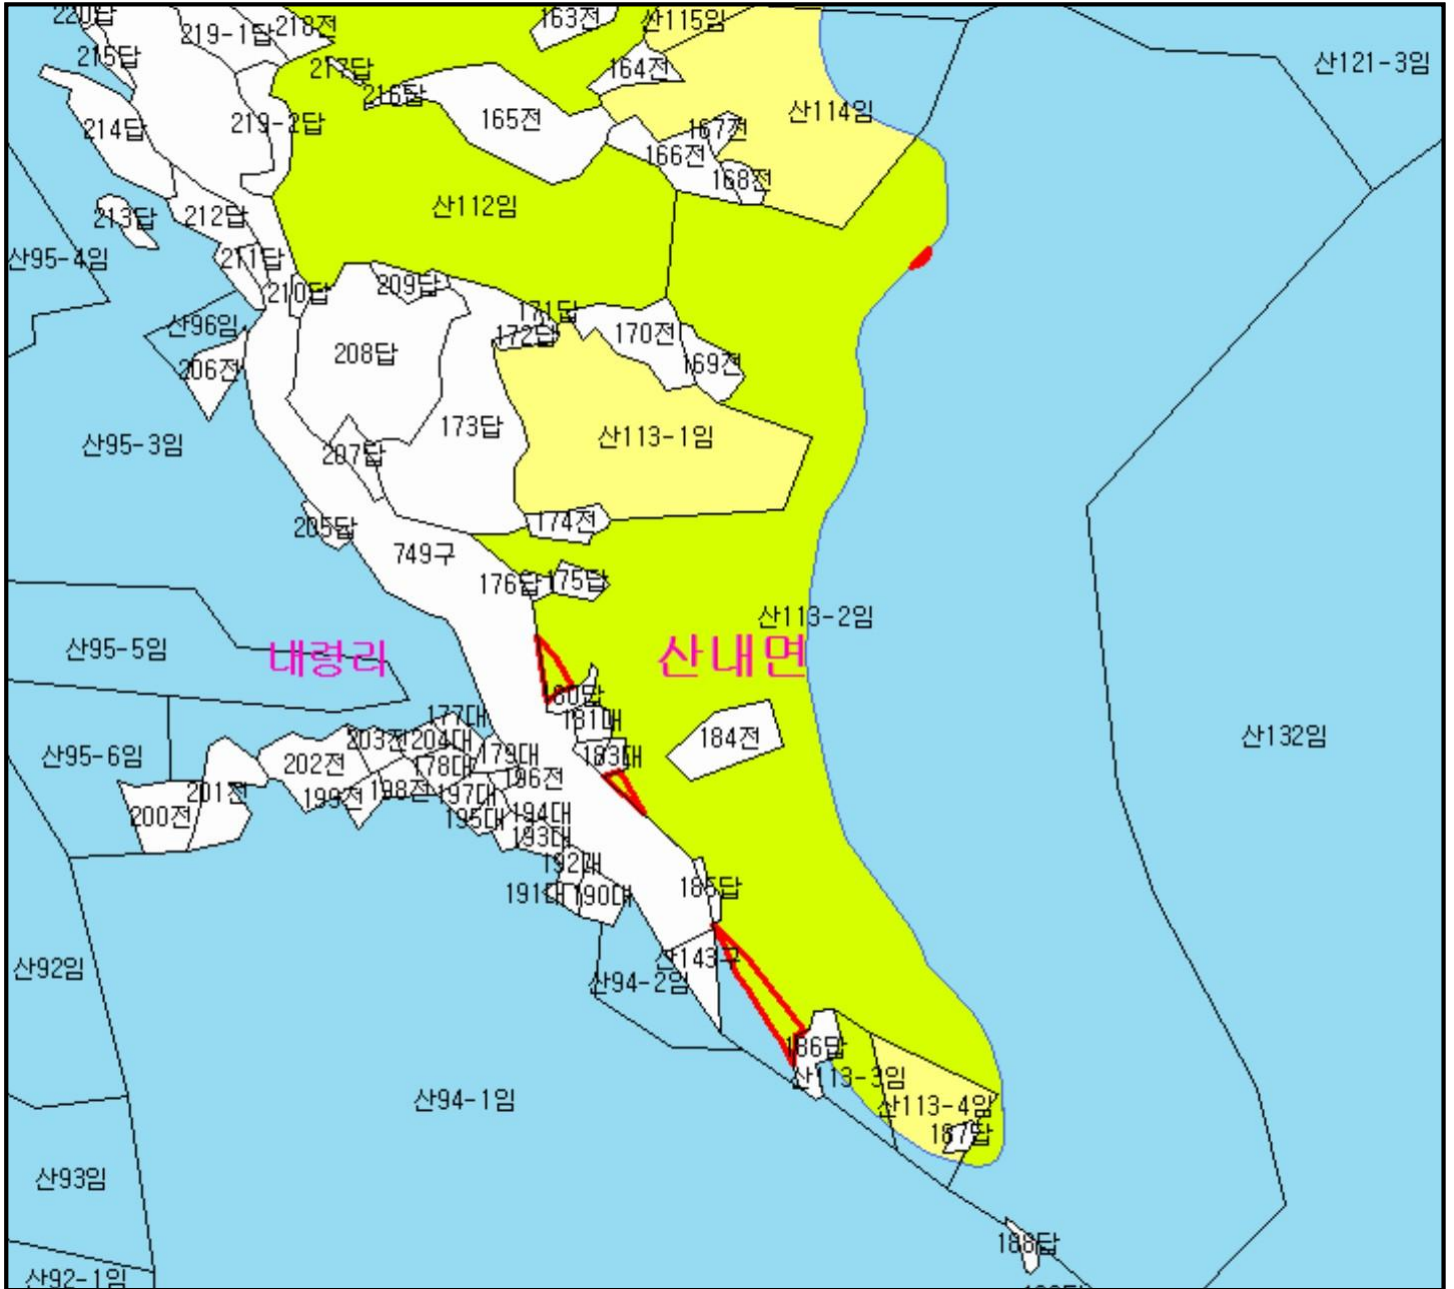 220답
219-1답
218전
163전
산115임
215답
217답
164전
산121-3임
216답
214답
219-2답
165전
167전
산114임
166전
168전
213답
212답
산112임
산95-4임
211답
210답
209답
171답
산96임
172답
170전
206전
208답
169전
산95-3임
173답
산113-1임
207답
205답
174전
749구
176답
175답
산113-2임
산95-5임
내령리
산내면
181대
177대
203전
204대
184전
산132임
산95-6임
202전
179대
183대
178대
196전
201전
199전
198전
197대
200전
195대
194대
193대
192대
191대
190대
185답
산92임
산143구
산94-2임
186답
산113-3임
산94-1임
산113-4임
187답
산93임
188답
산92-1임